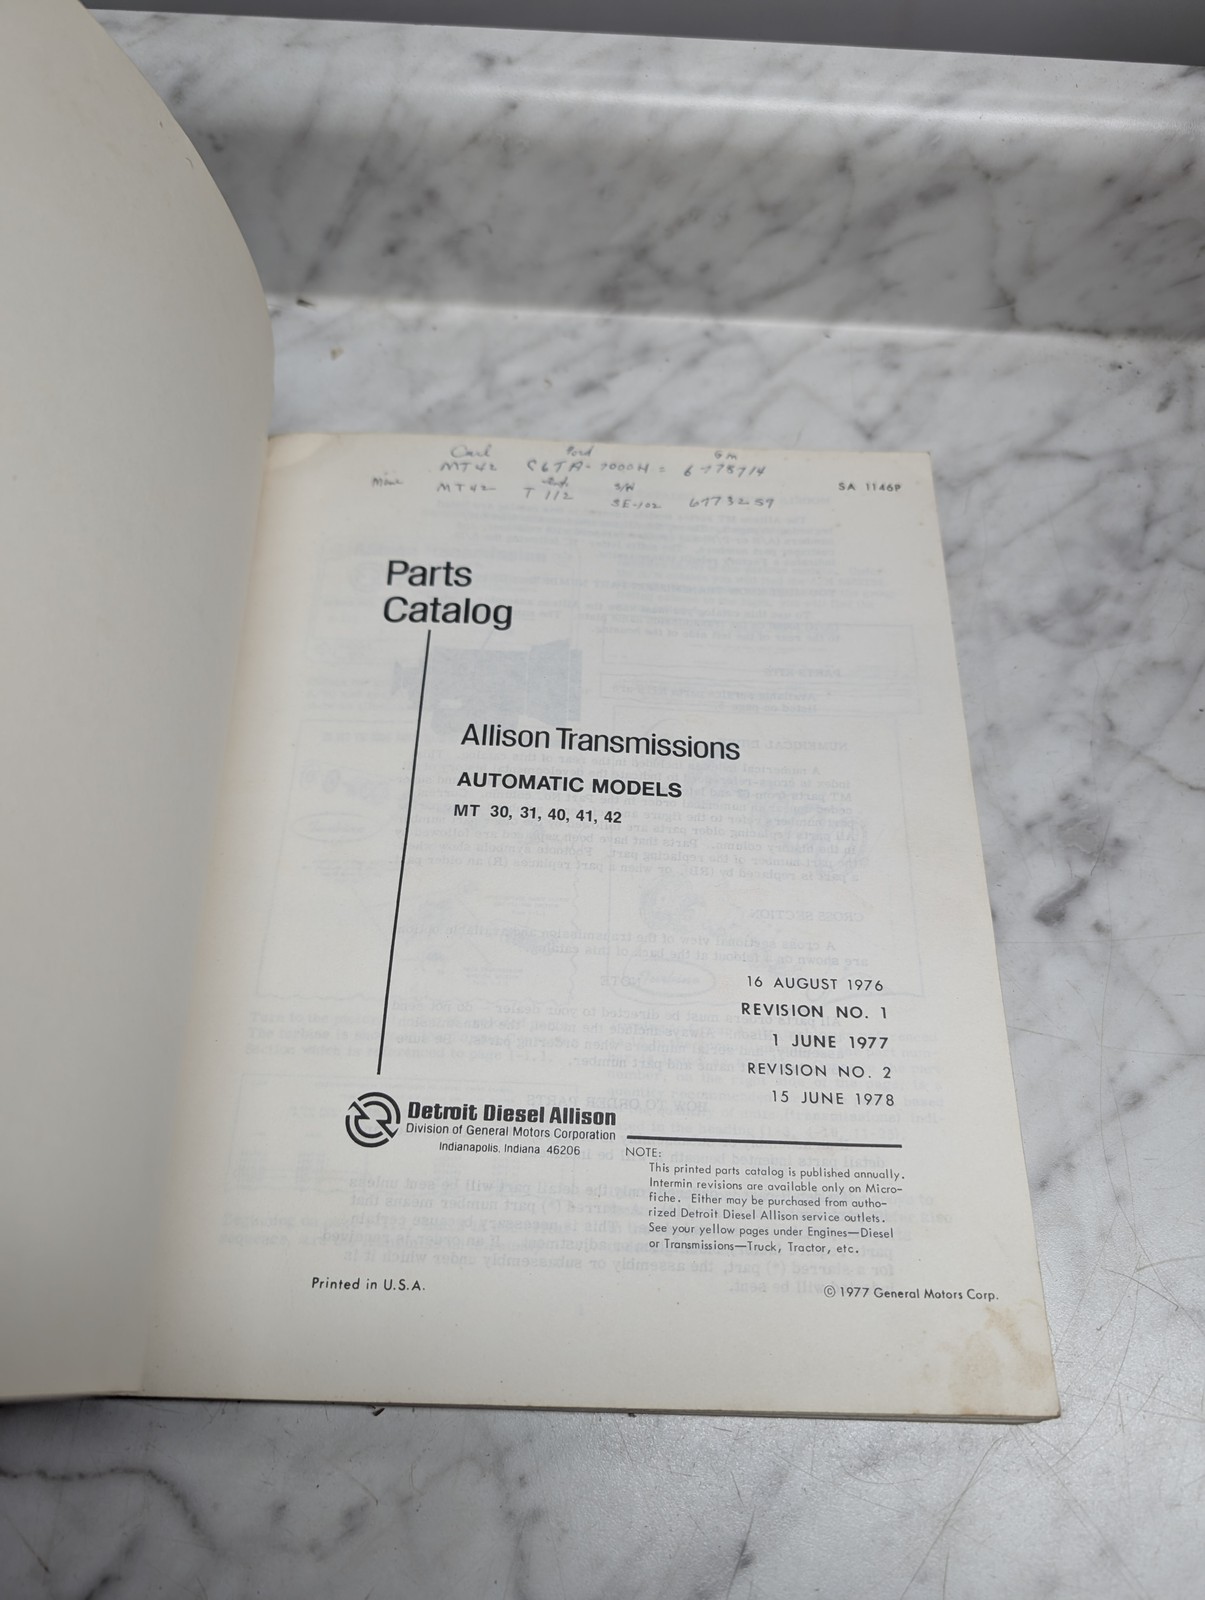 Carl Ford Gm
MT42 C6TA-7000H = 6778714
SA 1146P
Mine MT42 T 112 S/N
SE-102 6773259
Parts
Catalog
Allison Transmissions
AUTOMATIC MODELS
MT 30, 31, 40, 41, 42
16 AUGUST 1976
REVISION NO. 1
1 JUNE 1977
REVISION NO. 2
15 JUNE 1978
Detroit Diesel Allison
Division of General Motors Corporation
Indianapolis, Indiana 46206
NOTE:
This printed parts catalog is published annually.
Intermin revisions are available only on Micro-
fiche. Either may be purchased from autho-
rized Detroit Diesel Allison service outlets.
See your yellow pages under Engines—Diesel
or Transmissions—Truck, Tractor, etc.
Printed in U.S.A.
© 1977 General Motors Corp.